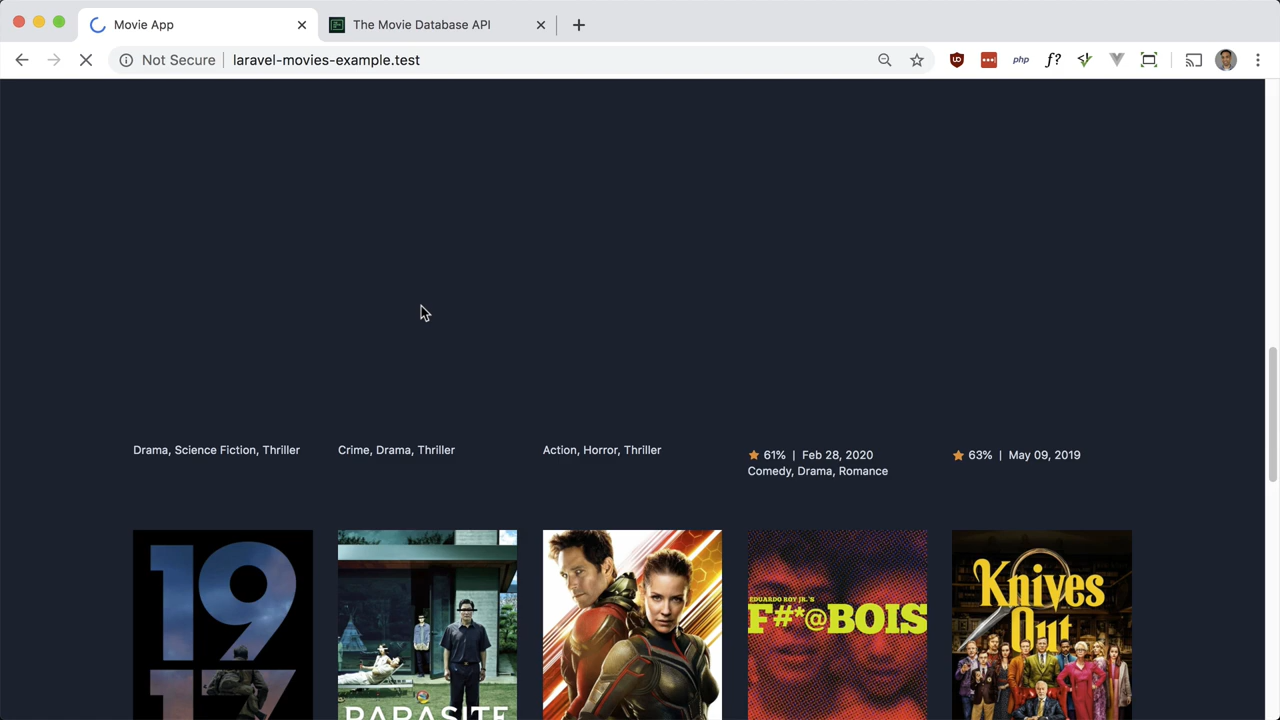 Movie App
The Movie Database API
Not Secure
laravel-movies-example.test
php
f?
Drama, Science Fiction, Thriller
Crime, Drama, Thriller
Action, Horror, Thriller
61% | Feb 28, 2020
Comedy, Drama, Romance
63% | May 09, 2019
19
17
PARASITE
EDUARDO ROY JR.'S
F#*@BOIS
Knives
Out